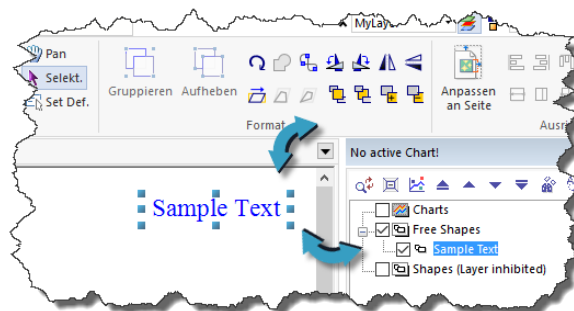 MyLay
Pan
Selekt.
Set Def.
Gruppieren Aufheben
Anpassen
an Seite
Format
Ausri
No active Chart!
Charts
Free Shapes
Sample Text
Shapes (Layer inhibited)
Sample Text